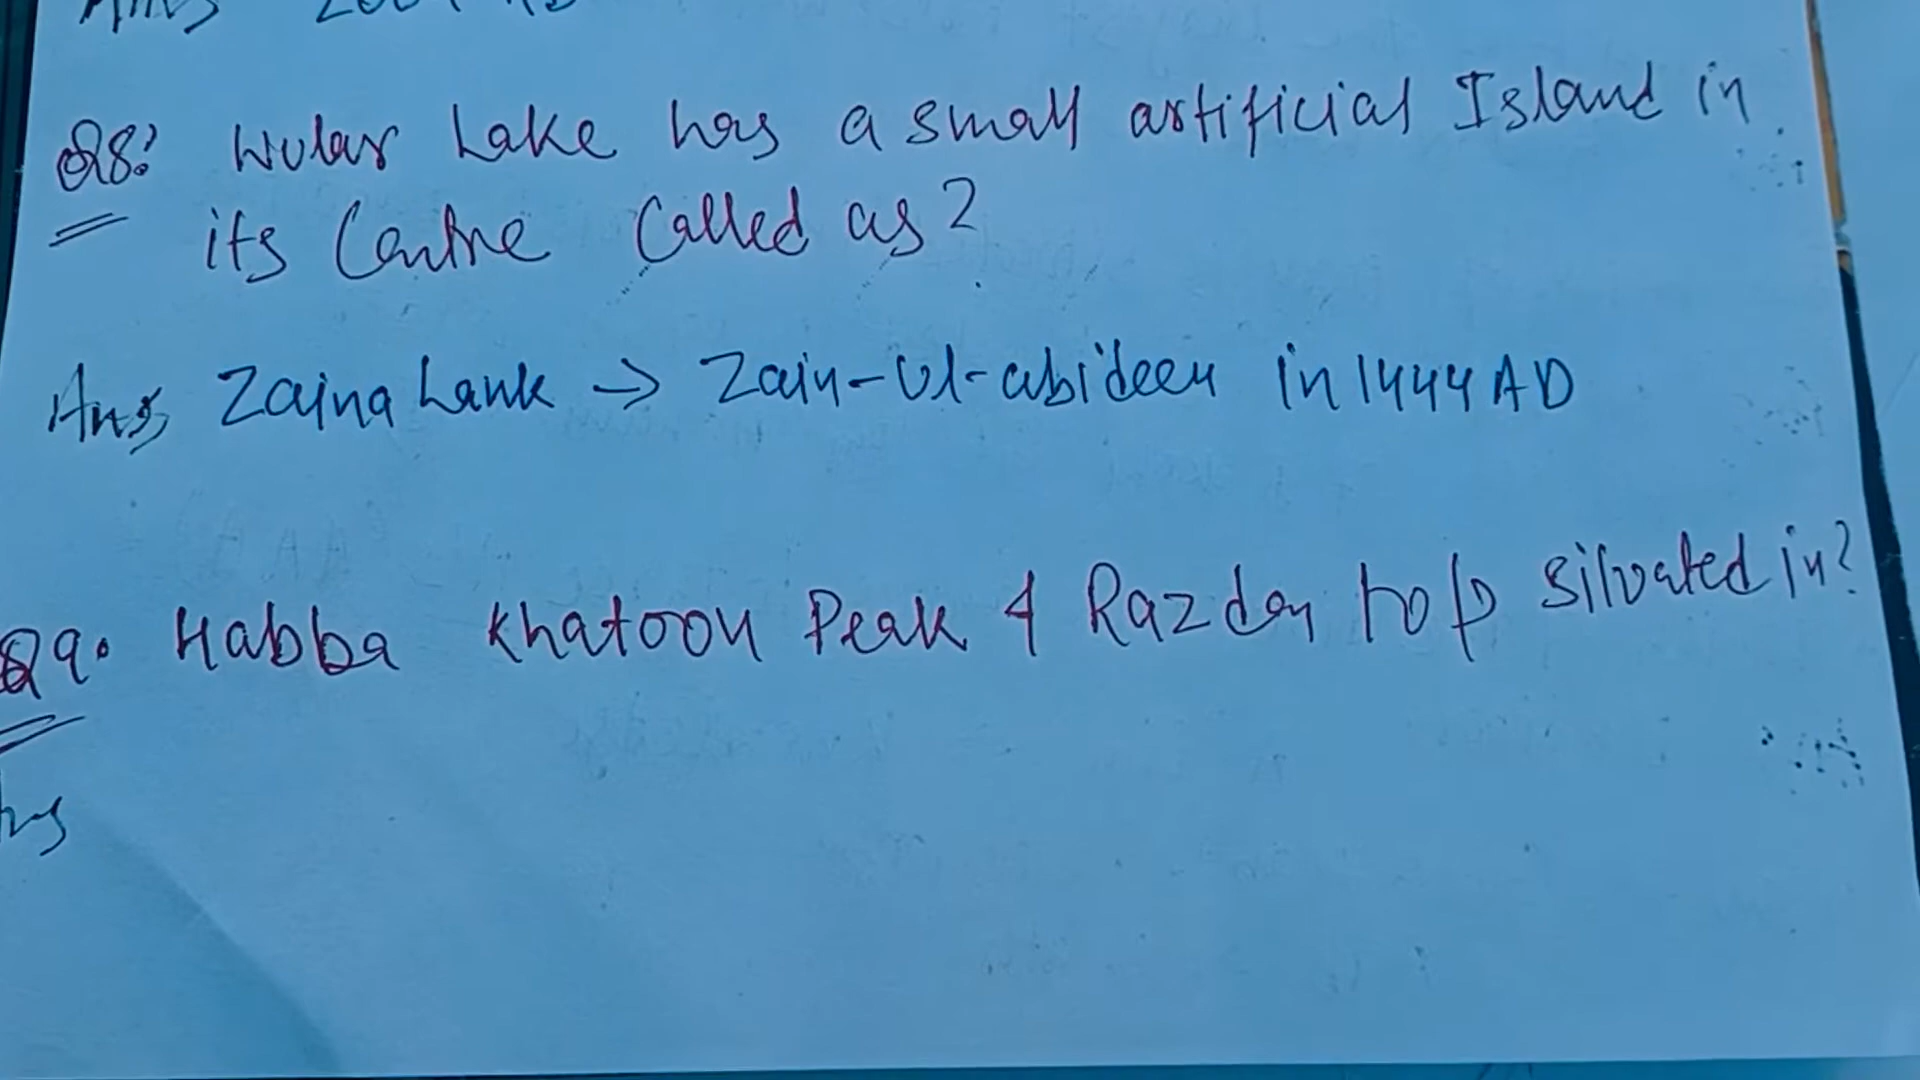 Q8: Wular Lake has a small artificial Island in
its Centre Called as?
Ans Zaina Lank → Zain-Ul-abideen in 1444 AD
Q9. Habba Khatoon Peak & Razdan top situated in?
Ans